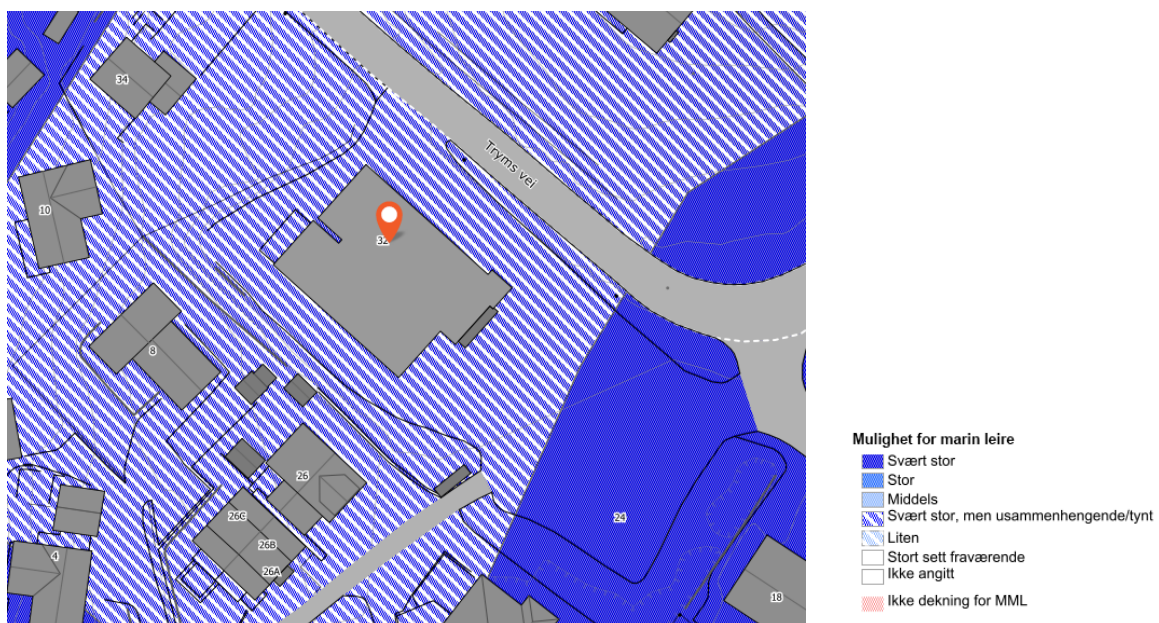 34
Tryms vei
10
32
8
26
26C
26B
26A
24
4
18
Mulighet for marin leire
Svært stor
Stor
Middels
Svært stor, men usammenhengende/tynt
Liten
Stort sett fraværende
Ikke angitt
Ikke dekning for MML